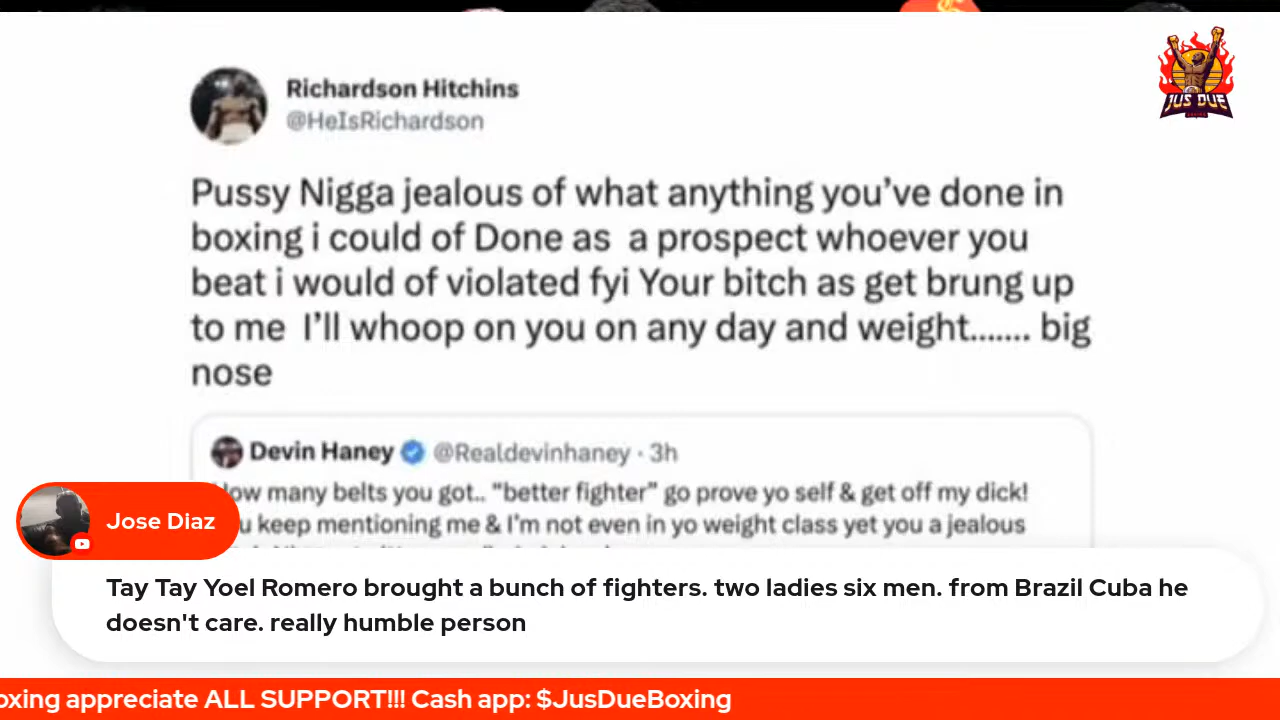 JUS DUE
Richardson Hitchins
@HeIsRichardson
Pussy Nigga jealous of what anything you've done in
boxing i could of Done as a prospect whoever you
beat i would of violated fyi Your bitch as get brung up
to me I'll whoop on you on any day and weight....... big
nose
Devin Haney @Realdevinhaney · 3h
many belts you got.. "better fighter" go prove yo self & get off my dick!
keep mentioning me & I'm not even in yo weight class yet you a jealous
Jose Diaz
Tay Tay Yoel Romero brought a bunch of fighters. two ladies six men. from Brazil Cuba he
doesn't care. really humble person
oxing appreciate ALL SUPPORT!!! Cash app: $JusDueBoxing